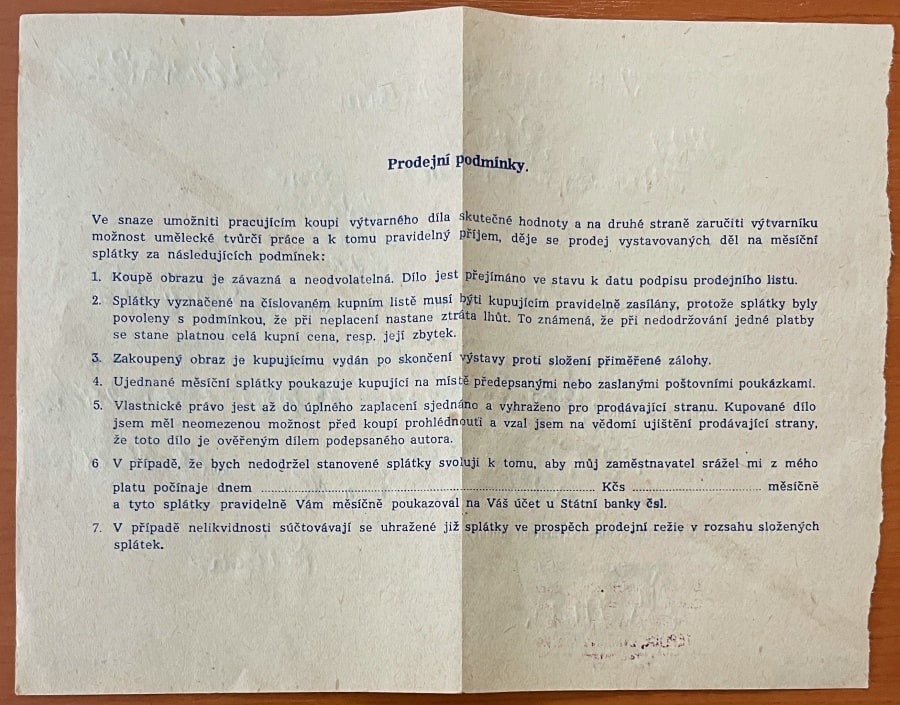 Prodejní podmínky.
Ve snaze umožniti pracujícím koupi výtvarného díla skutečné hodnoty a na druhé straně zaručiti výtvarníku
možnost umělecké tvůrčí práce a k tomu pravidelný příjem, děje se prodej vystavovaných děl na měsíční
splátky za následujících podmínek:
1. Koupě obrazu je závazná a neodvolatelná. Dílo jest přejímáno ve stavu k datu podpisu prodejního listu.
2. Splátky vyznačené na číslovaném kupním listě musí býti kupujícím pravidelně zasílány, protože splátky byly
povoleny s podmínkou, že při neplacení nastane ztráta lhůt. To známená, že při nedodržování jedné platby
se stane platnou celá kupní cena, resp. její zbytek.
3. Zakoupený obraz je kupujícímu vydán po skončení výstavy proti složení přiměřené zálohy.
4. Ujednané měsíční splátky poukazuje kupující na místě předepsanými nebo zaslanými poštovními poukázkami.
5. Vlastnické právo jest až do úplného zaplacení sjednáno a vyhraženo pro prodávající stranu. Kupované dílo
jsem měl neomezenou možnost před koupí prohlédnouti a vzal jsem na vědomí ujištění prodávající strany,
že toto dílo je ověřeným dílem podepsaného autora.
6 V případě, že bych nedodržel stanovené splátky svoluji k tomu, aby můj zaměstnavatel srážel mi z mého
platu počínaje dnem ........................ Kčs ........................ měsíčně
a tyto splátky pravidelně Vám měsíčně poukazoval na Váš účet u Státní banky čsl.
7. V případě nelikvidnosti súčtovávají se uhražené již splátky ve prospěch prodejní režie v rozsahu složených
splátek.